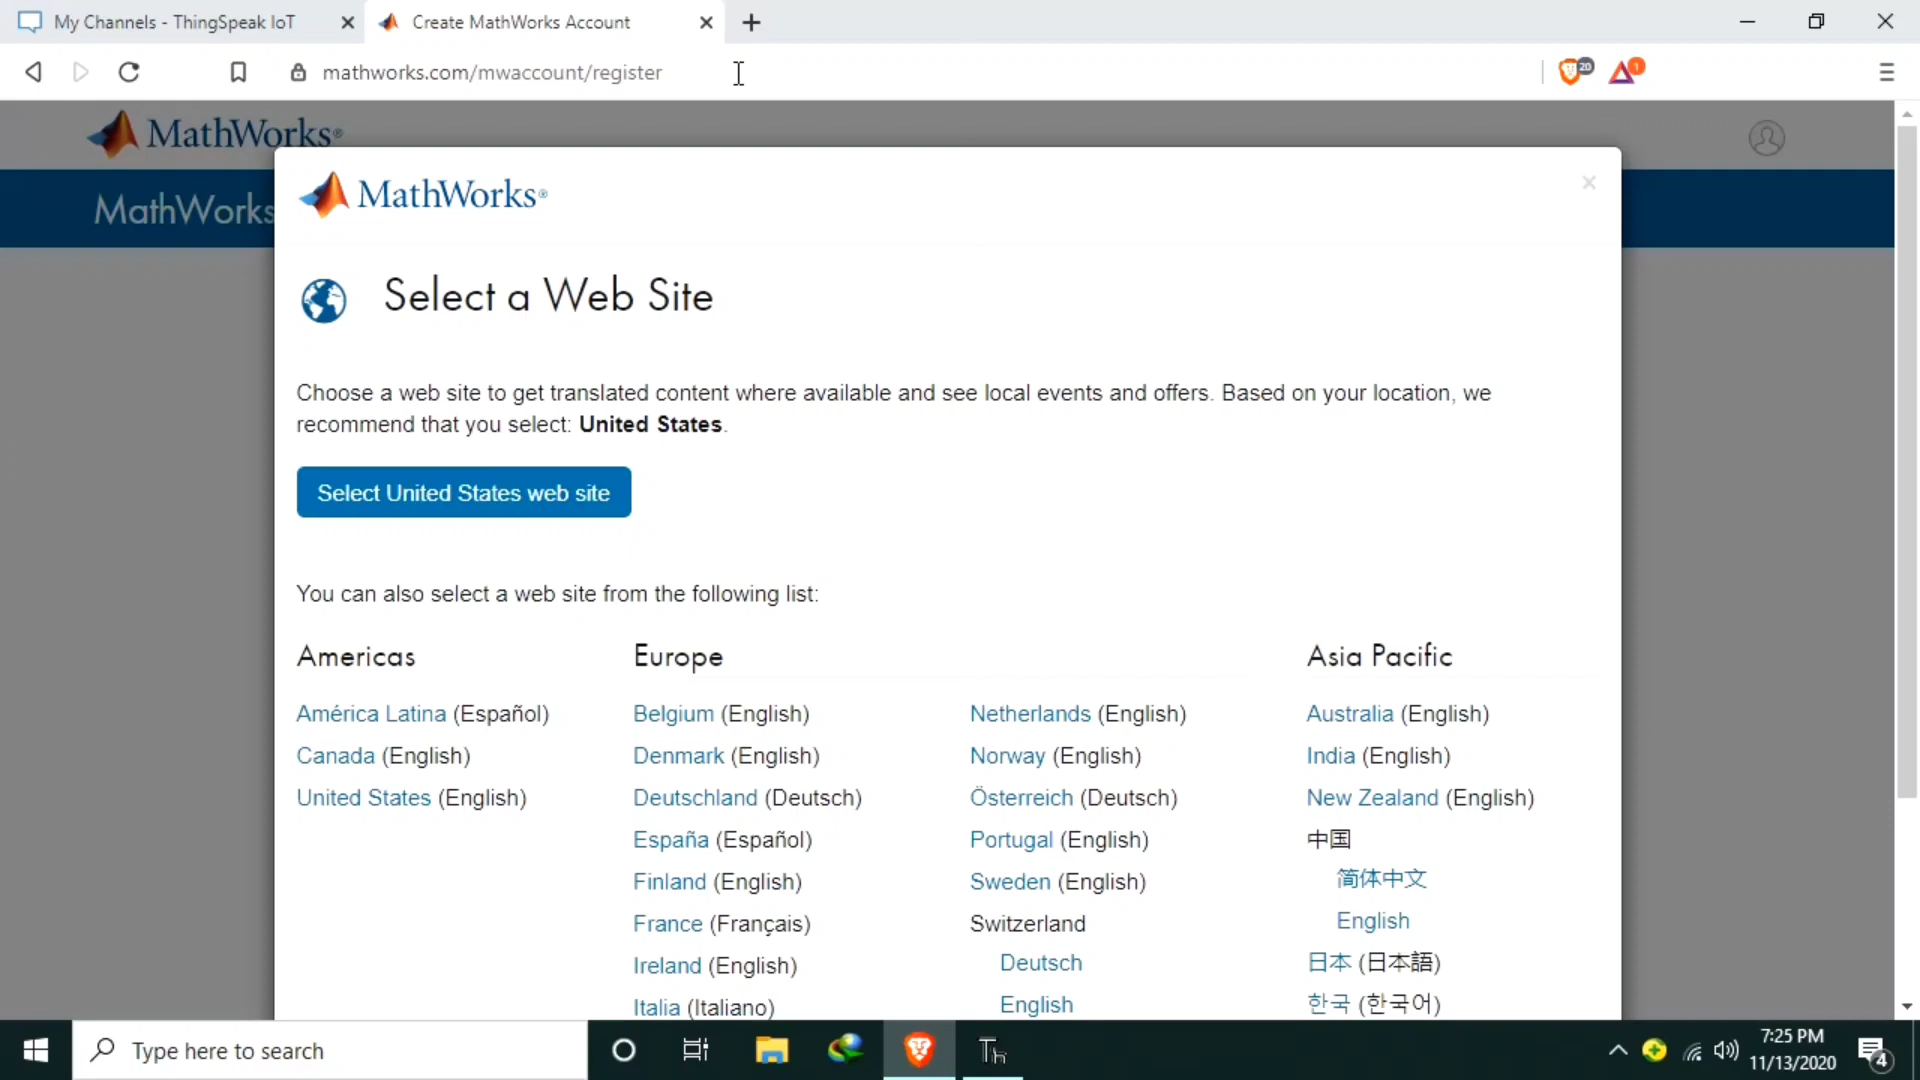 My Channels - ThingSpeak IoT
Create MathWorks Account
mathworks.com/mwaccount/register
20
1
MathWorks®
MathWorks
MathWorks®
Select a Web Site
Choose a web site to get translated content where available and see local events and offers. Based on your location, we
recommend that you select: United States.
Select United States web site
You can also select a web site from the following list:
Americas
América Latina (Español)
Canada (English)
United States (English)
Europe
Belgium (English)
Denmark (English)
Deutschland (Deutsch)
España (Español)
Finland (English)
France (Français)
Ireland (English)
Italia (Italiano)
Netherlands (English)
Norway (English)
Österreich (Deutsch)
Portugal (English)
Sweden (English)
Switzerland
Deutsch
English
Asia Pacific
Australia (English)
India (English)
New Zealand (English)
中国
简体中文
English
日本 (日本語)
한국 (한국어)
Type here to search
Th
7:25 PM
11/13/2020
4